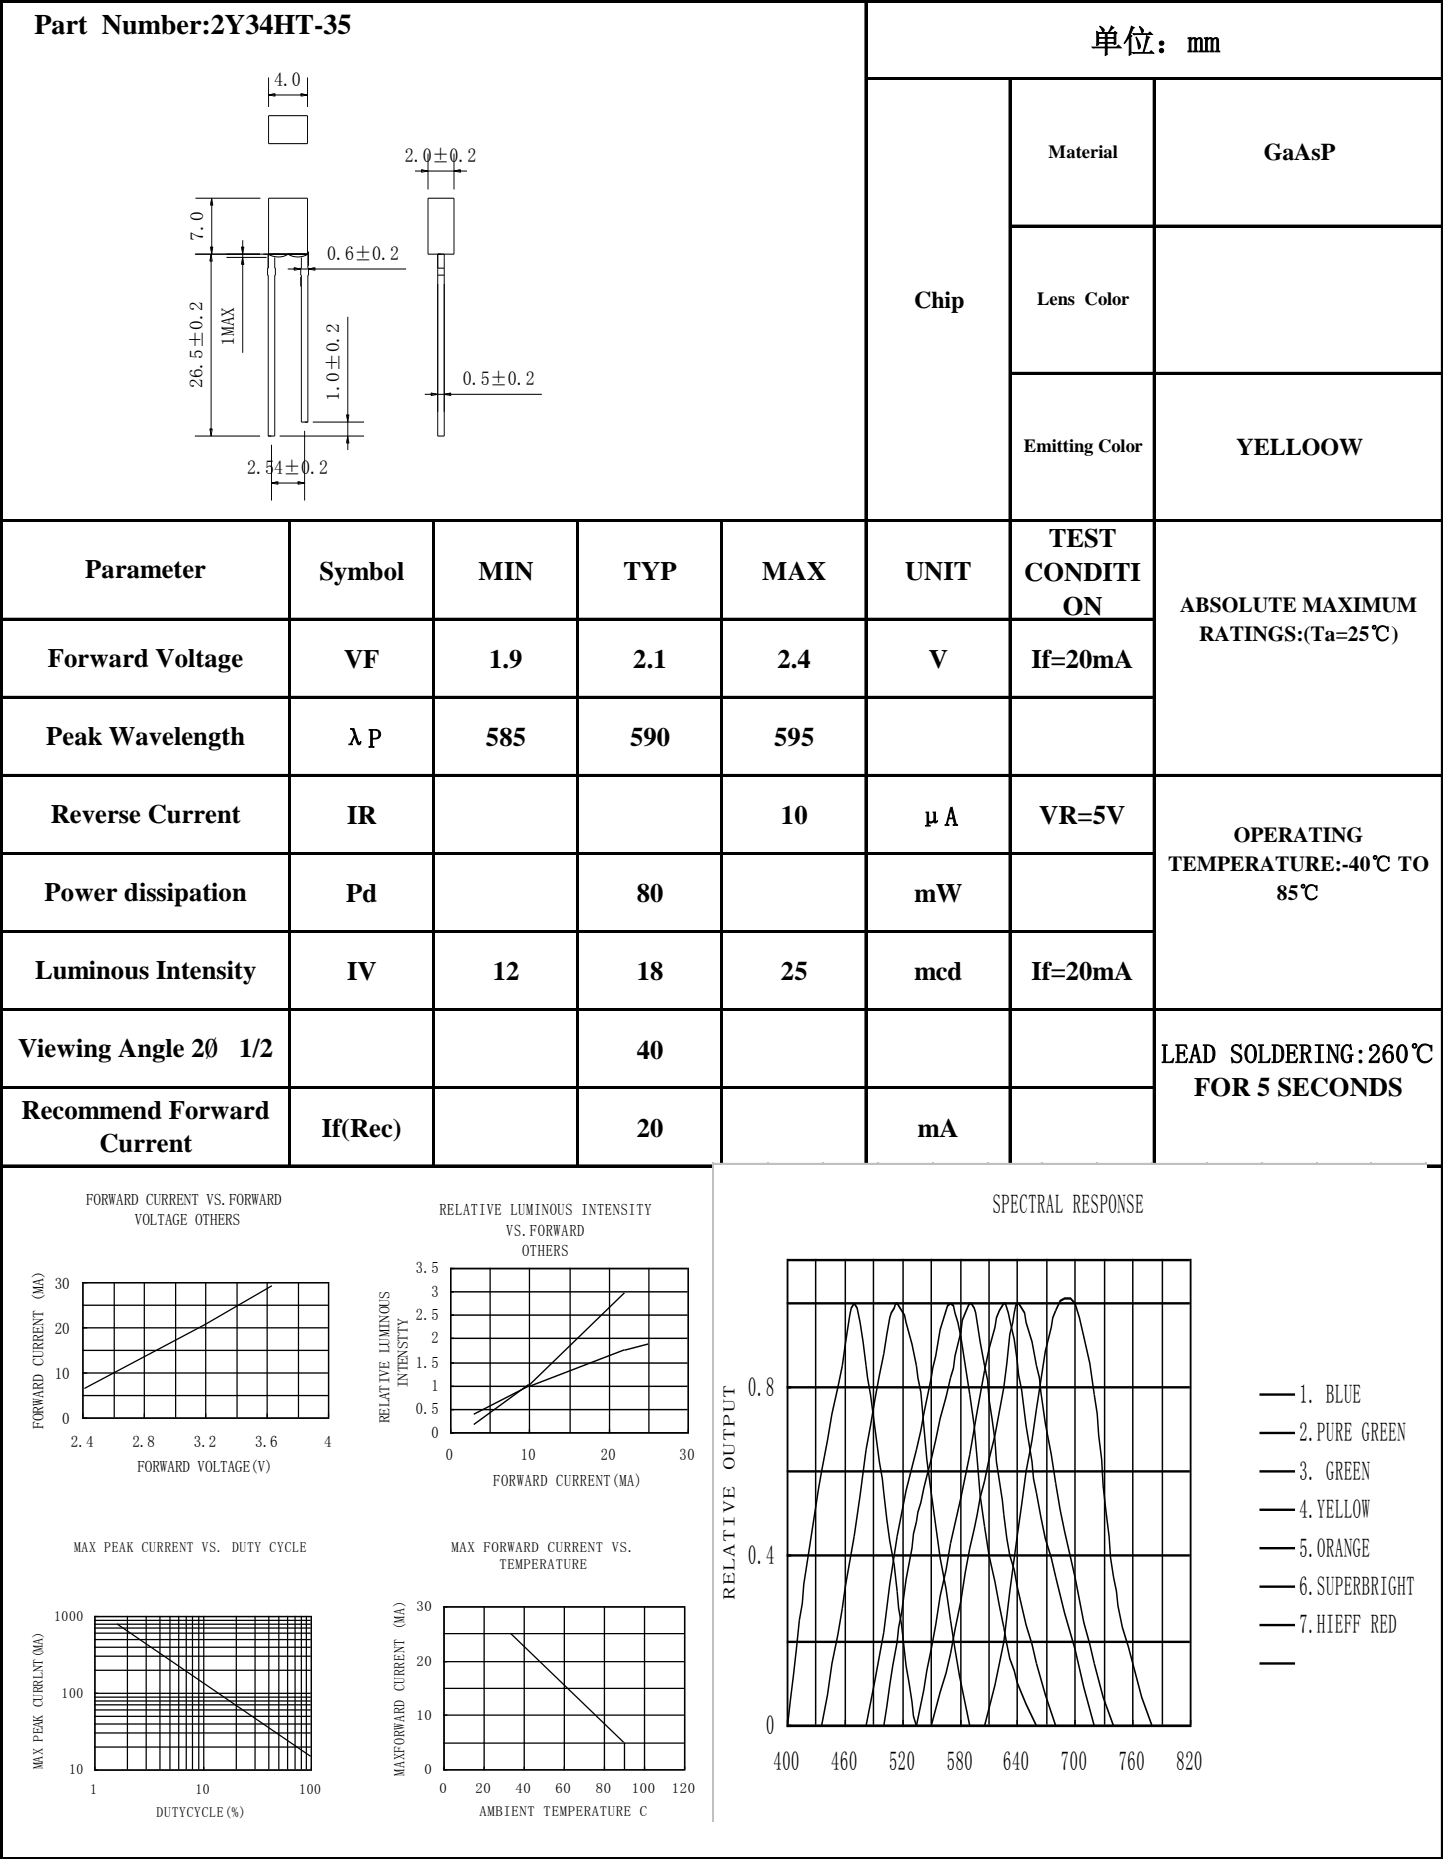 Part Number:2Y34HT-35
单位：mm
4.0
2.0±0.2
7.0
0.6±0.2
26.5±0.2
1MAX
1.0±0.2
0.5±0.2
2.54±0.2
Chip
Material
GaAsP
Lens Color
Emitting Color
YELLOOW
Parameter
Symbol
MIN
TYP
MAX
UNIT
TEST
CONDITI
ON
ABSOLUTE MAXIMUM
RATINGS:(Ta=25℃)
Forward Voltage
VF
1.9
2.1
2.4
V
If=20mA
Peak Wavelength
λP
585
590
595
Reverse Current
IR
10
μA
VR=5V
OPERATING
TEMPERATURE:-40℃ TO
85℃
Power dissipation
Pd
80
mW
Luminous Intensity
IV
12
18
25
mcd
If=20mA
Viewing Angle 2Ø 1/2
40
LEAD SOLDERING:260℃
FOR 5 SECONDS
Recommend Forward
Current
If(Rec)
20
mA
FORWARD CURRENT VS.FORWARD
VOLTAGE OTHERS
FORWARD CURRENT (MA)
30
20
10
0
2.4
2.8
3.2
3.6
4
FORWARD VOLTAGE(V)
RELATIVE LUMINOUS INTENSITY
VS.FORWARD
OTHERS
RELATIVE LUMINOUS
INTENSTTY
3.5
3
2.5
2
1.5
1
0.5
0
0
10
20
30
FORWARD CURRENT(MA)
MAX PEAK CURRENT VS. DUTY CYCLE
MAX PEAK CURRLNT(MA)
1000
100
10
1
10
100
DUTYCYCLE(%)
MAX FORWARD CURRENT VS.
TEMPERATURE
MAXFORWARD CURRENT (MA)
30
20
10
0
0
20
40
60
80
100
120
AMBIENT TEMPERATURE C
SPECTRAL RESPONSE
RELATIVE OUTPUT
0.8
0.4
0
400
460
520
580
640
700
760
820
1. BLUE
2.PURE GREEN
3. GREEN
4.YELLOW
5.ORANGE
6.SUPERBRIGHT
7.HIEFF RED